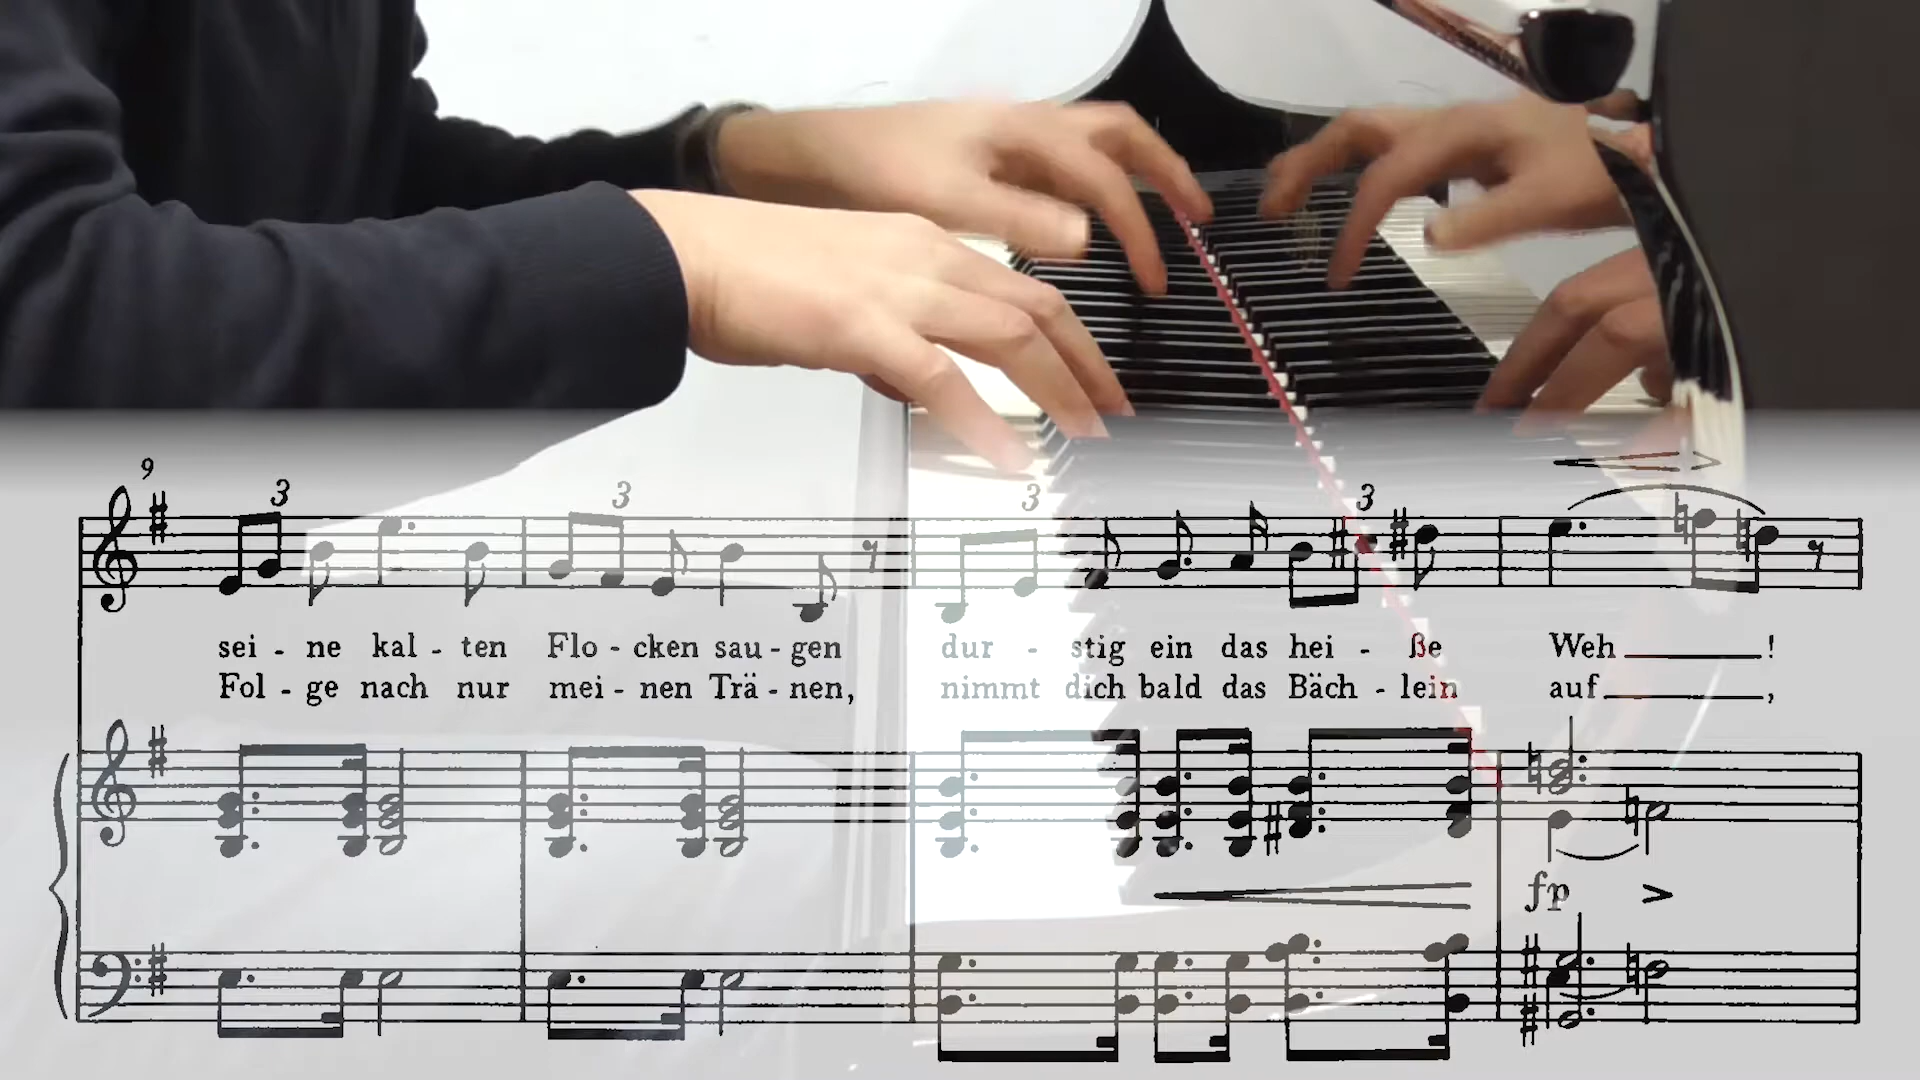 9
3 3 3 3
sei - ne kal - ten Flo - cken sau - gen dur - stig ein das hei - ße Weh !
Fol - ge nach nur mei - nen Trä - nen, nimmt dich bald das Bäch - lein auf ,
fp